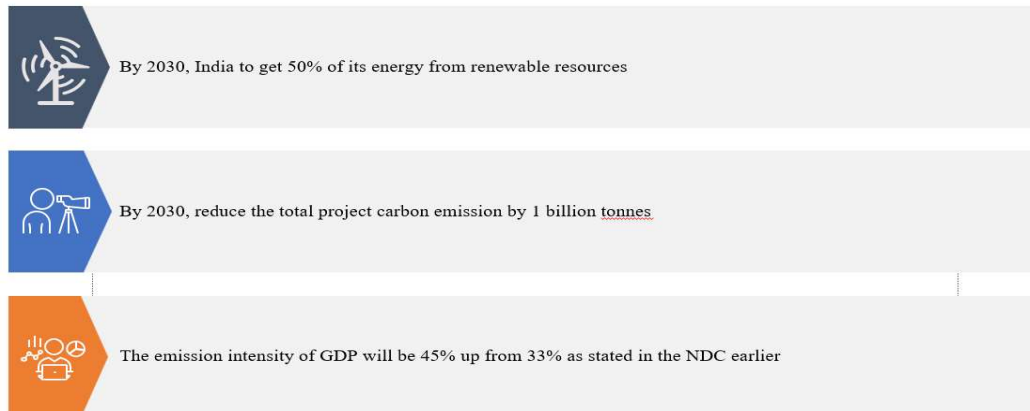 By 2030, India to get 50% of its energy from renewable resources
By 2030, reduce the total project carbon emission by 1 billion tonnes
The emission intensity of GDP will be 45% up from 33% as stated in the NDC earlier